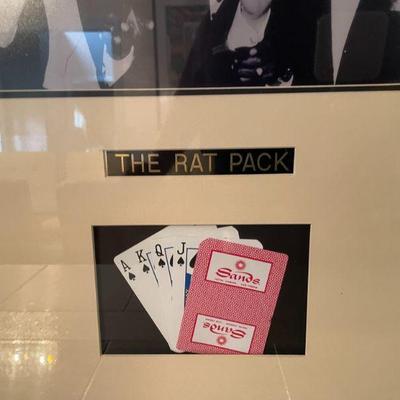 THE RAT PACK
A K Q J
Sands
Sands